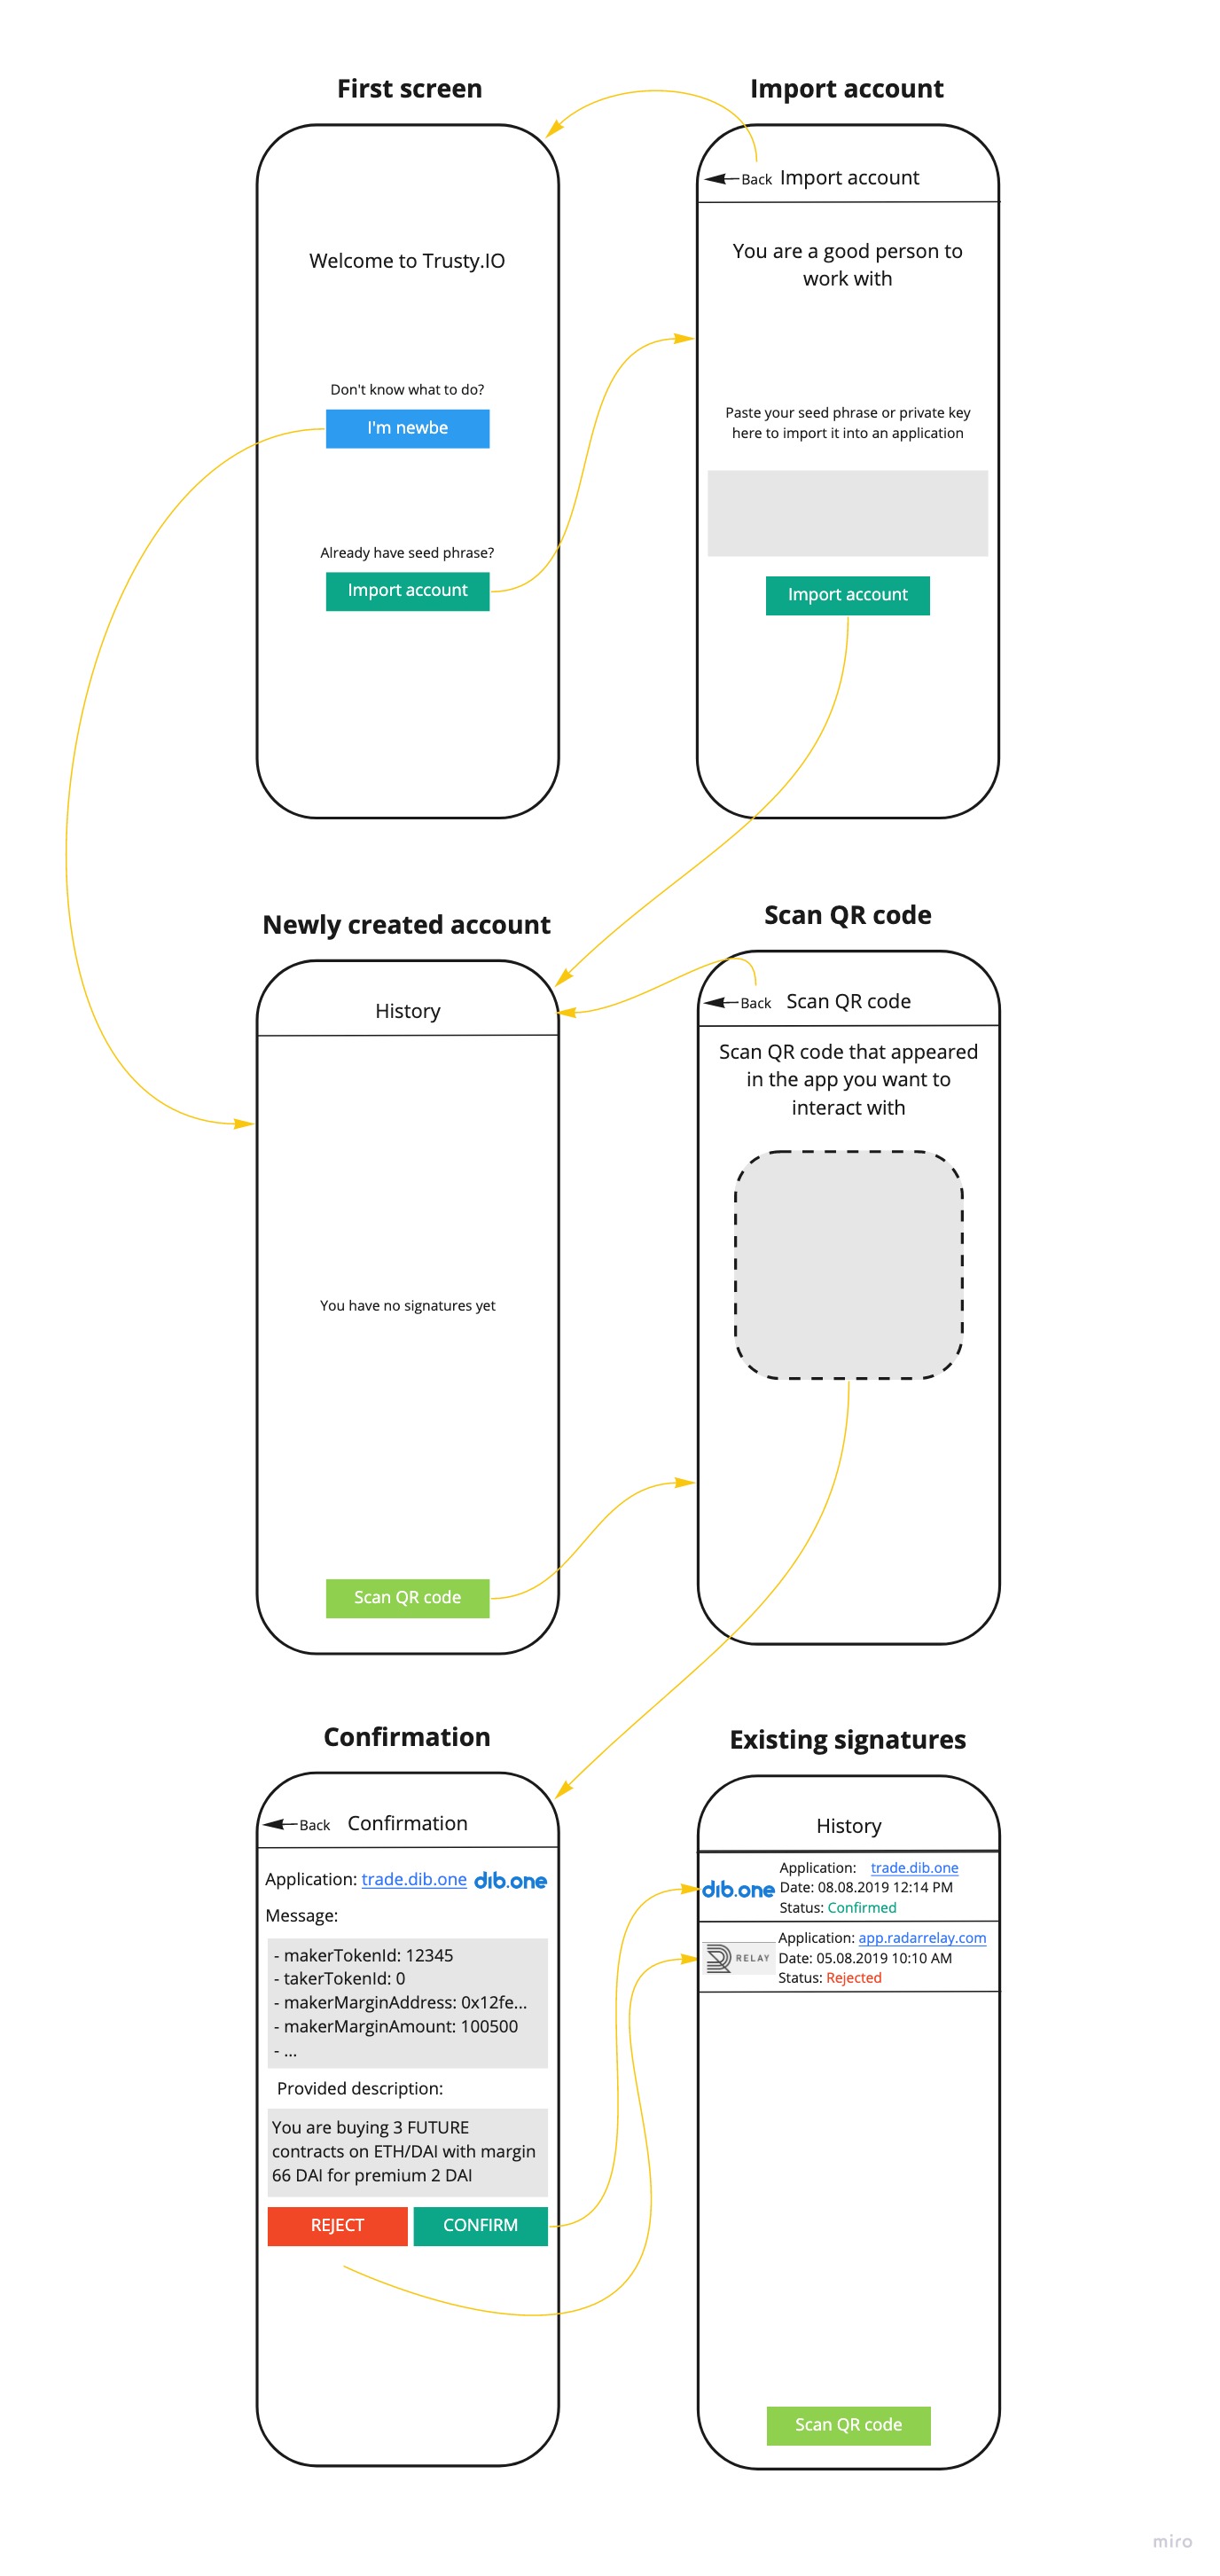 First screen
Welcome to Trusty.IO
Don't know what to do?
I'm newbe
Already have seed phrase?
Import account
Import account
Back Import account
You are a good person to
work with
Paste your seed phrase or private key
here to import it into an application
Import account
Newly created account
History
You have no signatures yet
Scan QR code
Scan QR code
Back Scan QR code
Scan QR code that appeared
in the app you want to
interact with
Confirmation
Back Confirmation
Application: trade.dib.one dib.one
Message:
- makerTokenId: 12345
- takerTokenId: 0
- makerMarginAddress: 0x12fe...
- makerMarginAmount: 100500
- ...
Provided description:
You are buying 3 FUTURE
contracts on ETH/DAI with margin
66 DAI for premium 2 DAI
REJECT CONFIRM
Existing signatures
History
dib.one
Application: trade.dib.one
Date: 08.08.2019 12:14 PM
Status: Confirmed
RELAY
Application: app.radarrelay.com
Date: 05.08.2019 10:10 AM
Status: Rejected
Scan QR code
miro